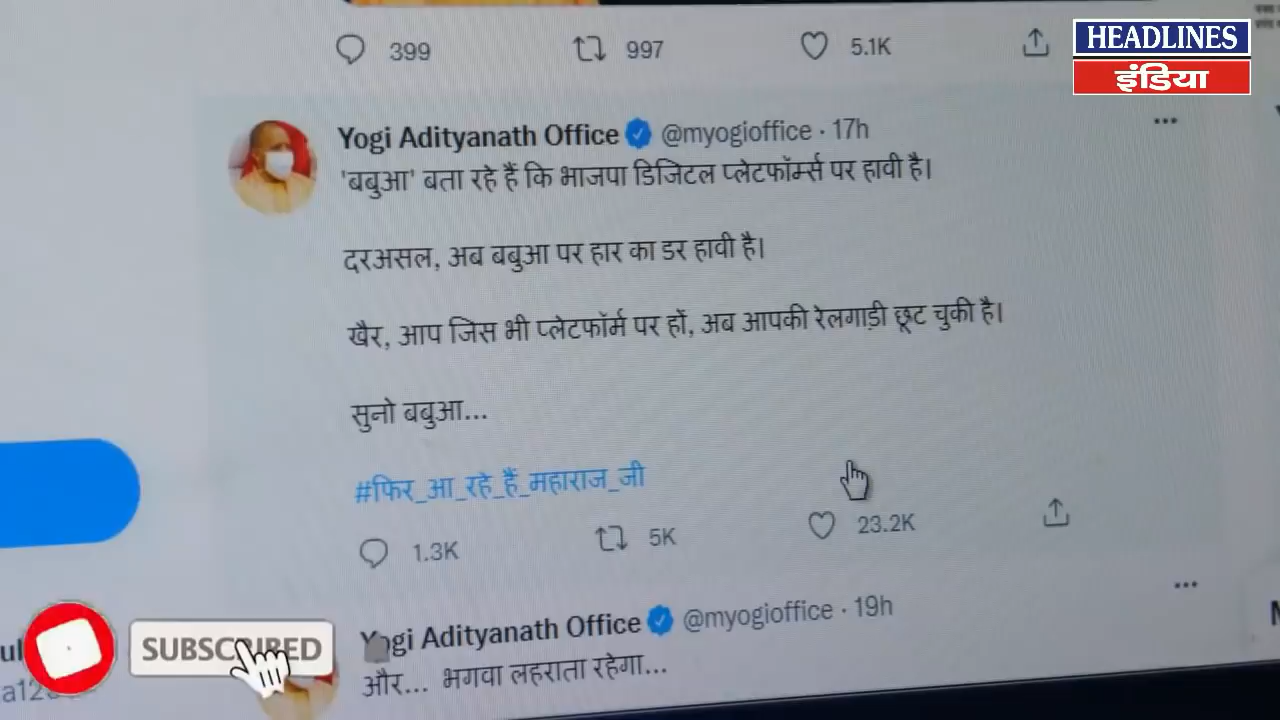 399 997 5.1K
HEADLINES
इंडिया
Yogi Adityanath Office @myogioffice · 17h
'बबुआ' बता रहे हैं कि भाजपा डिजिटल प्लेटफॉर्म्स पर हावी है।
दरअसल, अब बबुआ पर हार का डर हावी है।
खैर, आप जिस भी प्लेटफॉर्म पर हों, अब आपकी रेलगाड़ी छूट चुकी है।
सुनो बबुआ...
#फिर_आ_रहे_हैं_महाराज_जी
1.3K 5K 23.2K
SUBSCRIBED
Yogi Adityanath Office @myogioffice · 19h
और... भगवा लहराता रहेगा...